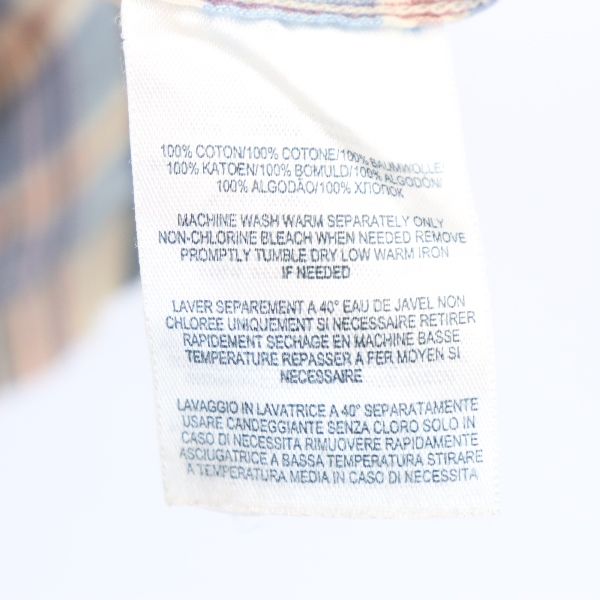 100% COTON/100% COTONE/100% BAUMWOLLE/
100% KATOEN/100% BOMULD/100% ALGODÓN/
100% ALGODÃO/100% ХЛОПОК
MACHINE WASH WARM SEPARATELY ONLY
NON-CHLORINE BLEACH WHEN NEEDED REMOVE
PROMPTLY TUMBLE DRY LOW WARM IRON
IF NEEDED
LAVER SEPAREMENT A 40° EAU DE JAVEL NON
CHLOREE UNIQUEMENT SI NECESSAIRE RETIRER
RAPIDEMENT SECHAGE EN MACHINE BASSE
TEMPERATURE REPASSER A FER MOYEN SI
NECESSAIRE
LAVAGGIO IN LAVATRICE A 40° SEPARATAMENTE
USARE CANDEGGIANTE SENZA CLORO SOLO IN
CASO DI NECESSITA RIMUOVERE RAPIDAMENTE
ASCIUGATRICE A BASSA TEMPERATURA STIRARE
A TEMPERATURA MEDIA IN CASO DI NECESSITA